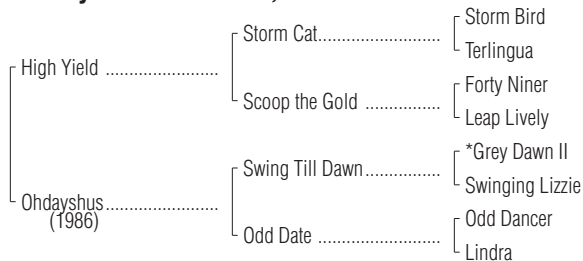 Storm Bird
Storm Cat..............................
Terlingua
High Yield ...........................
Forty Niner
Scoop the Gold ..................
Leap Lively
*Grey Dawn II
Swing Till Dawn..................
Swinging Lizzie
Ohdayshus...........................
(1986)
Odd Dancer
Odd Date .............................
Lindra